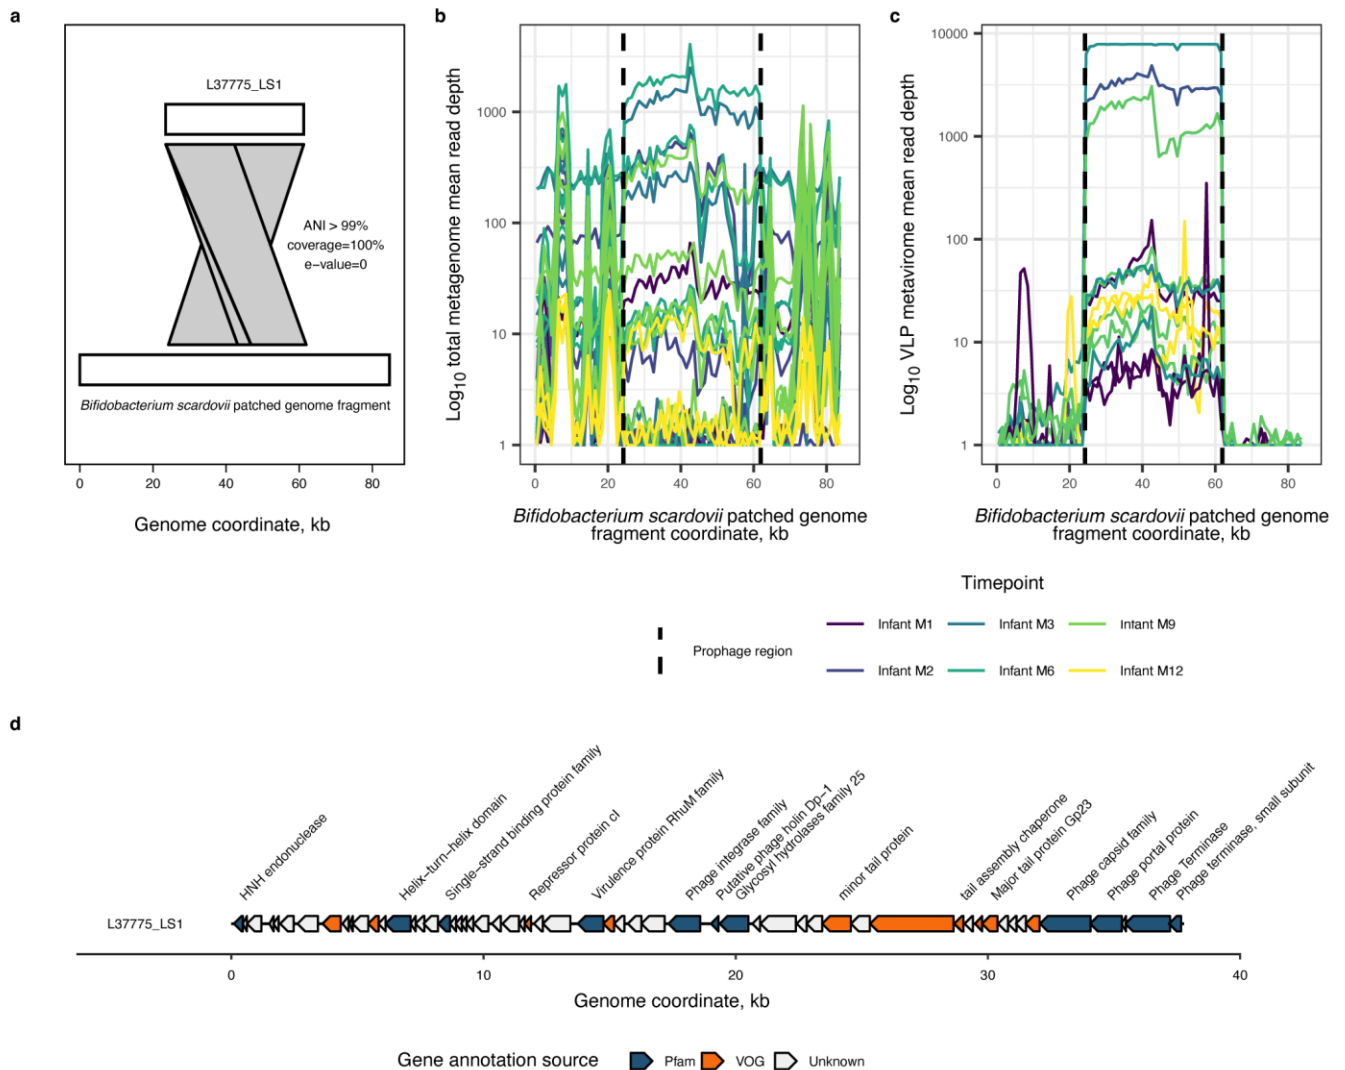 a
L37775_LS1
ANI > 99%
coverage=100%
e−value=0
Bifidobacterium scardovii patched genome fragment
0 20 40 60 80
Genome coordinate, kb
b
Log10 total metagenome mean read depth
1000
100
10
1
0 20 40 60 80
Bifidobacterium scardovii patched genome
fragment coordinate, kb
c
Log10 VLP metavirome mean read depth
10000
1000
100
10
1
0 20 40 60 80
Bifidobacterium scardovii patched genome
fragment coordinate, kb
Timepoint
Prophage region
Infant M1 Infant M3 Infant M9
Infant M2 Infant M6 Infant M12
d
HNH endonuclease
Helix−turn−helix domain
Single−strand binding protein family
Repressor protein cI
Virulence protein RhuM family
Phage integrase family
Putative phage holin Dp−1
Glycosyl hydrolases family 25
minor tail protein
tail assembly chaperone
Major tail protein Gp23
Phage capsid family
Phage portal protein
Phage Terminase
Phage terminase, small subunit
L37775_LS1
0 10 20 30 40
Genome coordinate, kb
Gene annotation source Pfam VOG Unknown